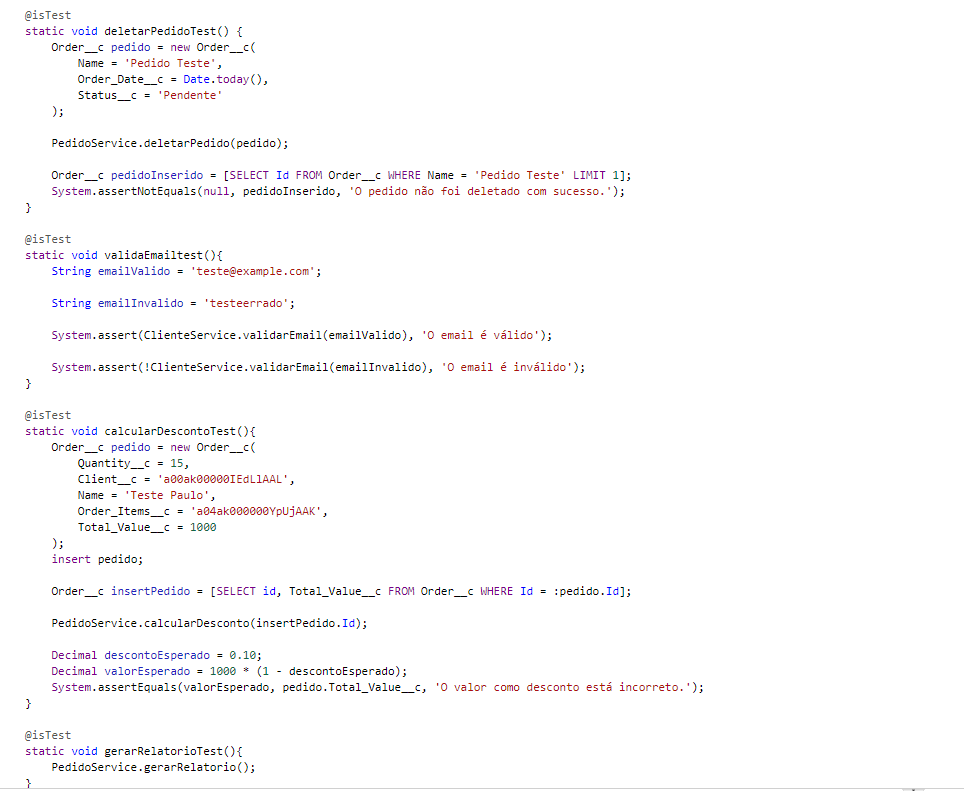 @isTest
static void deletarPedidoTest() {
    Order__c pedido = new Order__c(
        Name = 'Pedido Teste',
        Order_Date__c = Date.today(),
        Status__c = 'Pendente'
    );

    PedidoService.deletarPedido(pedido);

    Order__c pedidoInserido = [SELECT Id FROM Order__c WHERE Name = 'Pedido Teste' LIMIT 1];
    System.assertNotEquals(null, pedidoInserido, 'O pedido não foi deletado com sucesso.');
}

@isTest
static void validaEmailtest(){
    String emailValido = 'teste@example.com';

    String emailInvalido = 'testeerrado';

    System.assert(ClienteService.validarEmail(emailValido), 'O email é válido');

    System.assert(!ClienteService.validarEmail(emailInvalido), 'O email é inválido');
}

@isTest
static void calcularDescontoTest(){
    Order__c pedido = new Order__c(
        Quantity__c = 15,
        Client__c = 'a00ak00000IEdLlAAL',
        Name = 'Teste Paulo',
        Order_Items__c = 'a04ak000000YpUjAAK',
        Total_Value__c = 1000
    );
    insert pedido;

    Order__c insertPedido = [SELECT id, Total_Value__c FROM Order__c WHERE Id = :pedido.Id];

    PedidoService.calcularDesconto(insertPedido.Id);

    Decimal descontoEsperado = 0.10;
    Decimal valorEsperado = 1000 * (1 - descontoEsperado);
    System.assertEquals(valorEsperado, pedido.Total_Value__c, 'O valor como desconto está incorreto.');
}

@isTest
static void gerarRelatorioTest(){
    PedidoService.gerarRelatorio();
}